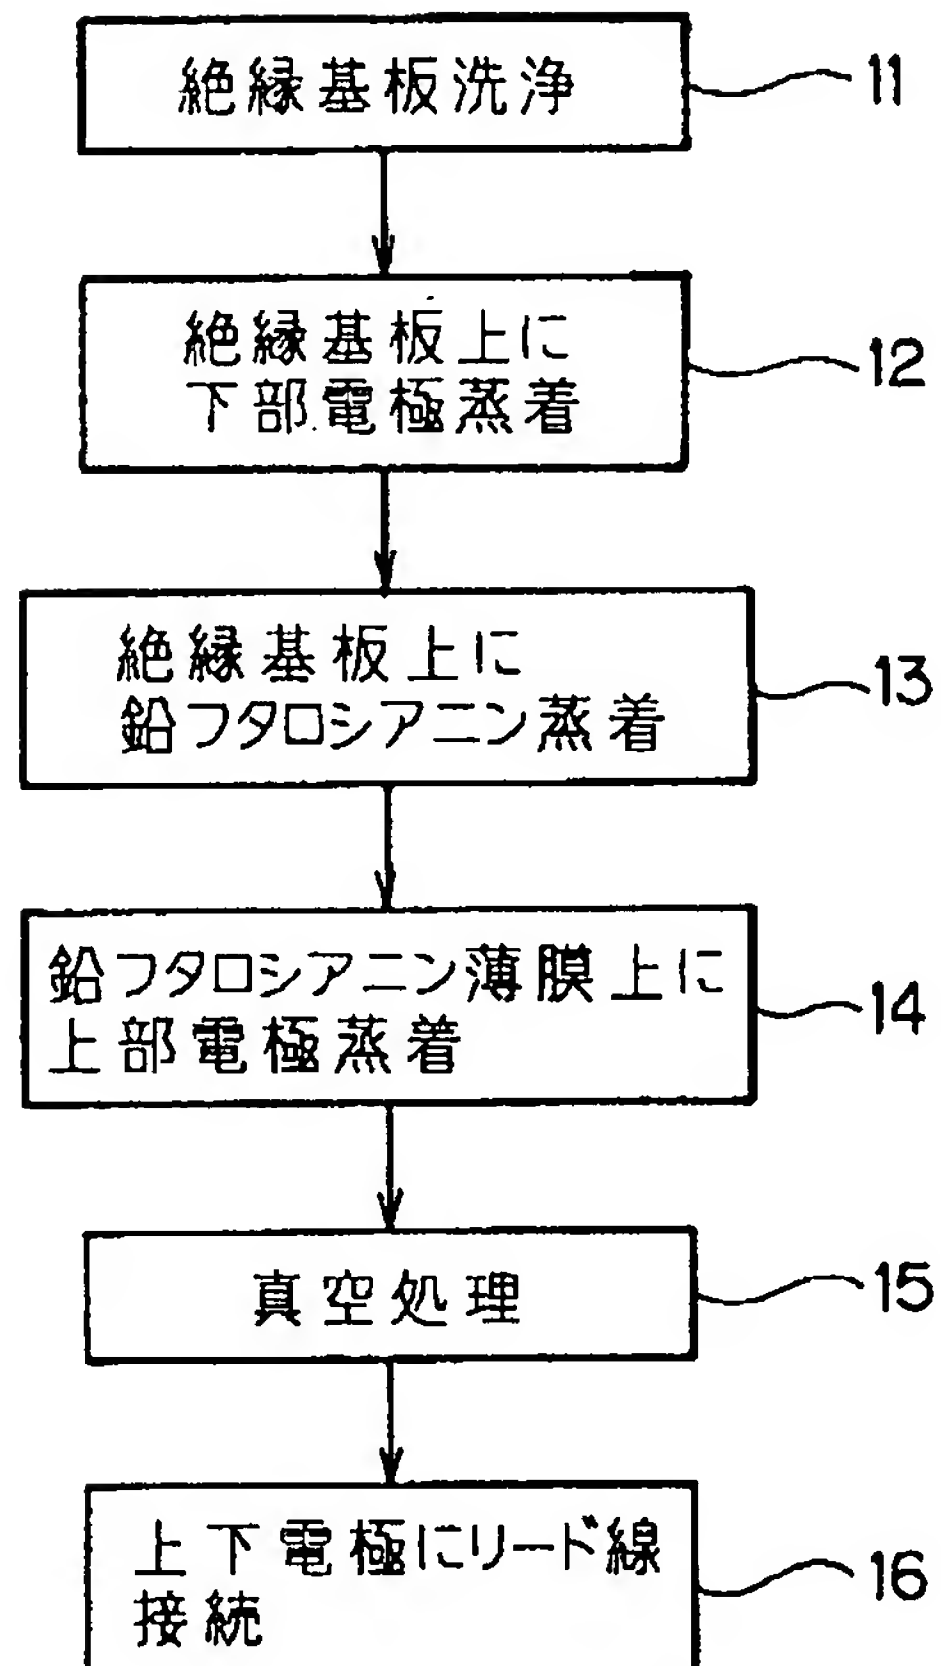 絶縁基板洗浄
11
絶縁基板上に
下部電極蒸着
12
絶縁基板上に
鉛フタロシアニン蒸着
13
鉛フタロシアニン薄膜上に
上部電極蒸着
14
真空処理
15
上下電極にリード線
接続
16